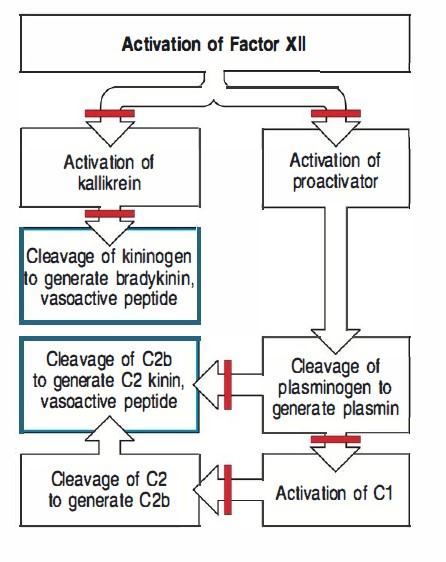 Activation of Factor XII
Activation of
kallikrein
Activation of
proactivator
Cleavage of kininogen
to generate bradykinin,
vasoactive peptide
Cleavage of C2b
to generate C2 kinin,
vasoactive peptide
Cleavage of
plasminogen to
generate plasmin
Cleavage of C2
to generate C2b
Activation of C1